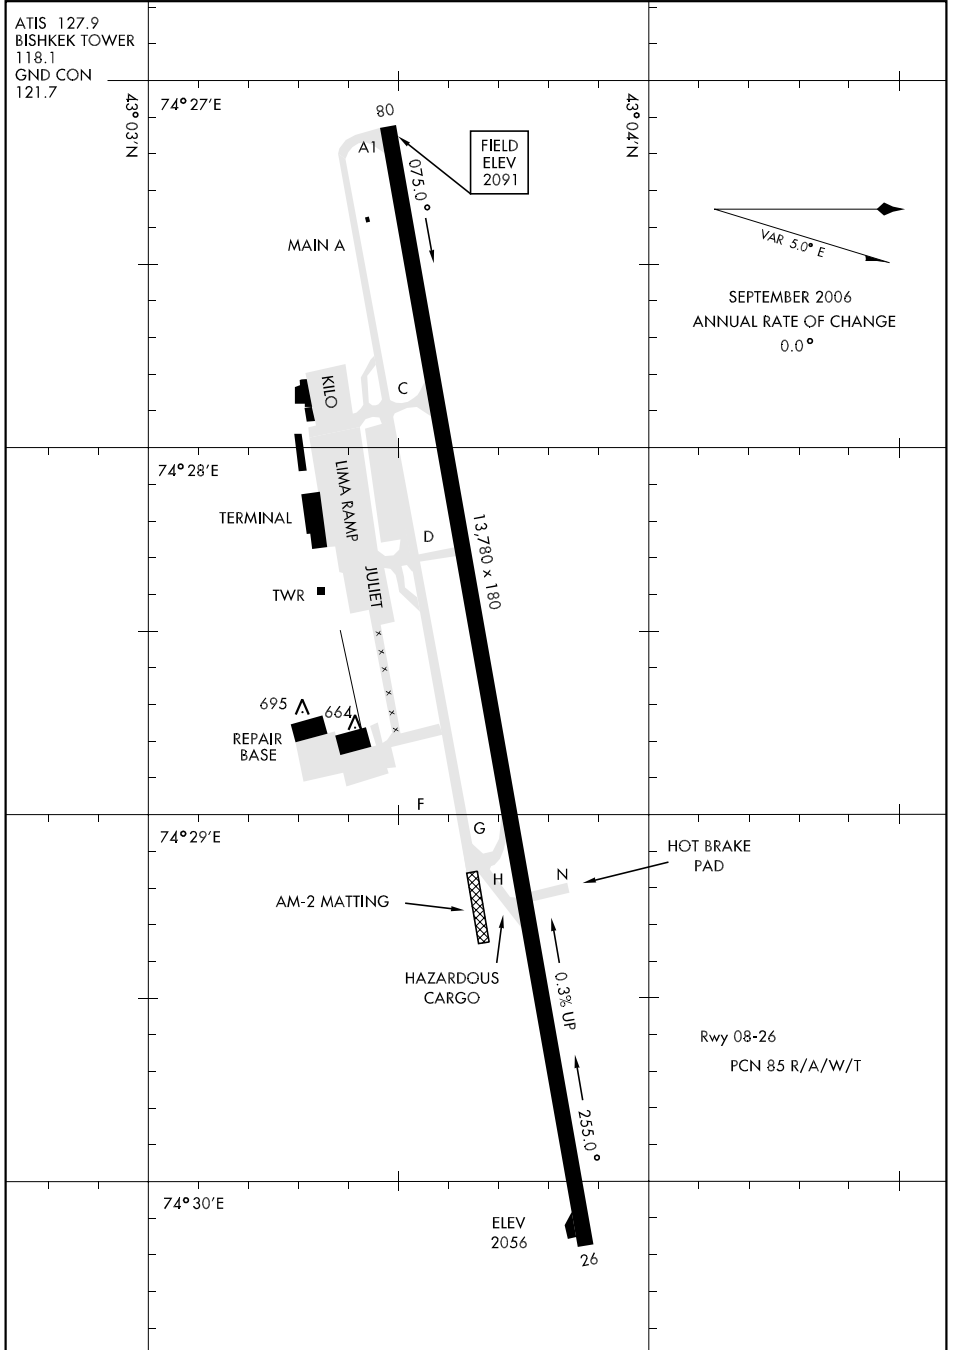 ATIS 127.9
BISHKEK TOWER
118.1
GND CON
121.7
43°03'N
74°27'E
08
43°04'N
A1
FIELD
ELEV
2091
075.0°
MAIN A
VAR 5.0° E
SEPTEMBER 2006
ANNUAL RATE OF CHANGE
0.0°
KILO
C
74°28'E
LIMA RAMP
TERMINAL
D
13,780 x 180
JULIET
TWR
695
664
REPAIR
BASE
F
74°29'E
G
HOT BRAKE
PAD
H
N
AM-2 MATTING
HAZARDOUS
CARGO
0.3% UP
Rwy 08-26
PCN 85 R/A/W/T
255.0°
74°30'E
ELEV
2056
26